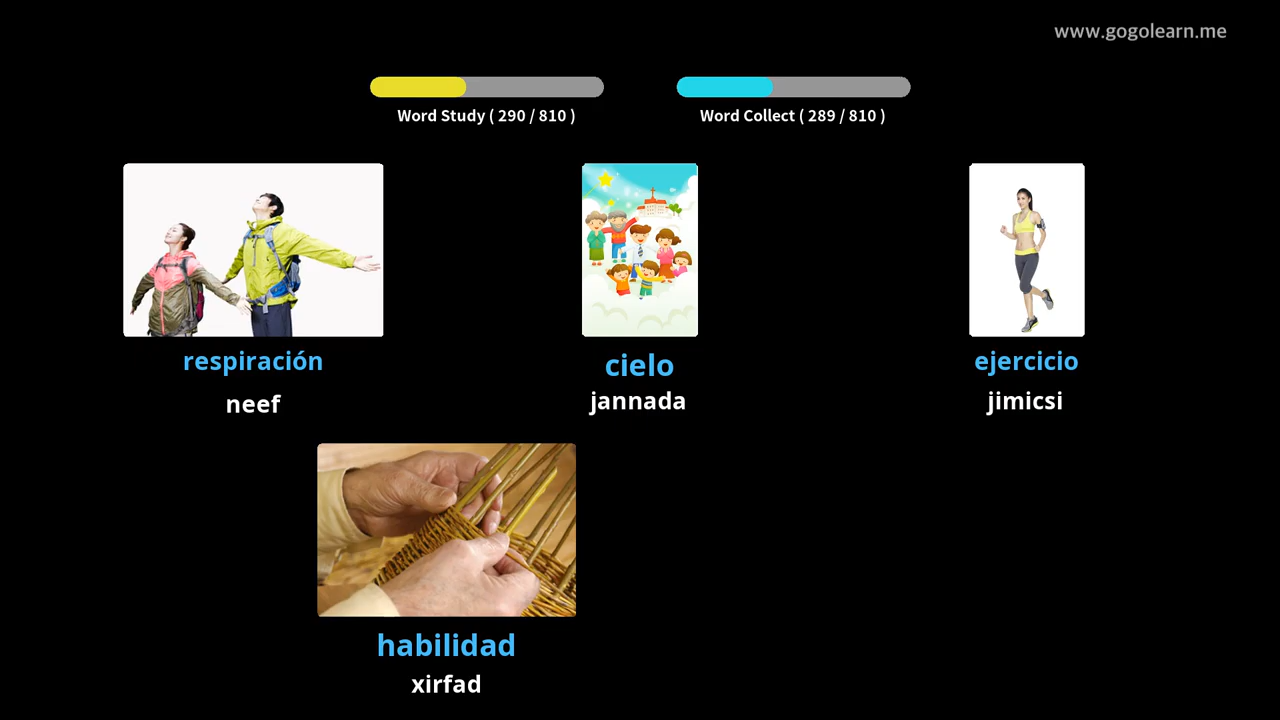 www.gogolearn.me
Word Study ( 290 / 810 )
Word Collect ( 289 / 810 )
respiración
neef
cielo
jannada
ejercicio
jimicsi
habilidad
xirfad